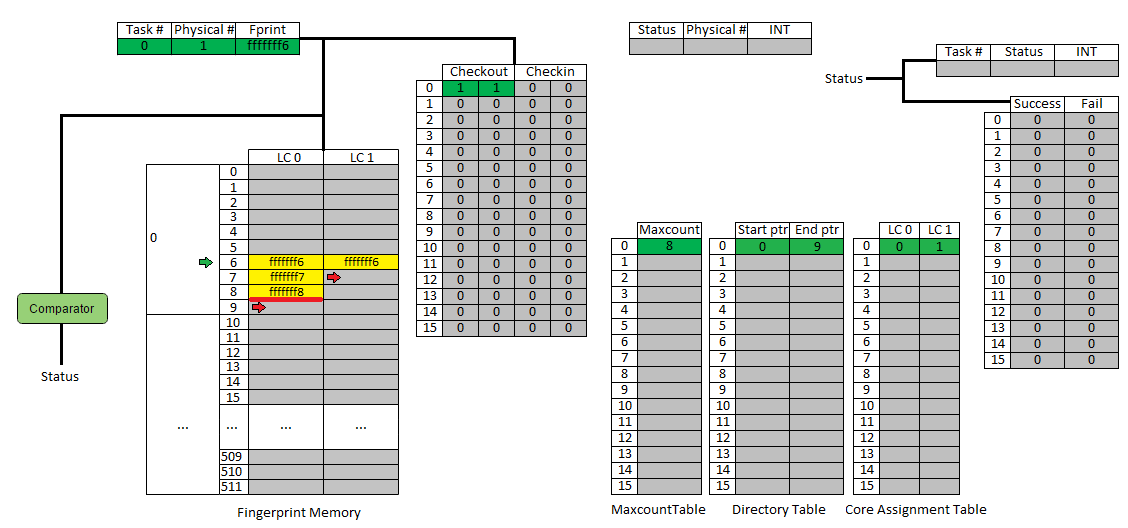 Task # Physical # Fprint
0 1 fffffff6
Status Physical # INT
Task # Status INT
Status
Checkout Checkin
0 1 1 0 0
1 0 0 0 0
2 0 0 0 0
3 0 0 0 0
4 0 0 0 0
5 0 0 0 0
6 0 0 0 0
7 0 0 0 0
8 0 0 0 0
9 0 0 0 0
10 0 0 0 0
11 0 0 0 0
12 0 0 0 0
13 0 0 0 0
14 0 0 0 0
15 0 0 0 0
Success Fail
0 0 0
1 0 0
2 0 0
3 0 0
4 0 0
5 0 0
6 0 0
7 0 0
8 0 0
9 0 0
10 0 0
11 0 0
12 0 0
13 0 0
14 0 0
15 0 0
LC 0 LC 1
0
0
1
2
3
4
5
6 fffffff6 fffffff6
7 fffffff7
8 fffffff8
9
10
11
12
13
14
15
... ... ... ...
509
510
511
Fingerprint Memory
Comparator
Status
Maxcount
0 8
1
2
3
4
5
6
7
8
9
10
11
12
13
14
15
MaxcountTable
Start ptr End ptr
0 0 9
1
2
3
4
5
6
7
8
9
10
11
12
13
14
15
Directory Table
LC 0 LC 1
0 0 1
1
2
3
4
5
6
7
8
9
10
11
12
13
14
15
Core Assignment Table